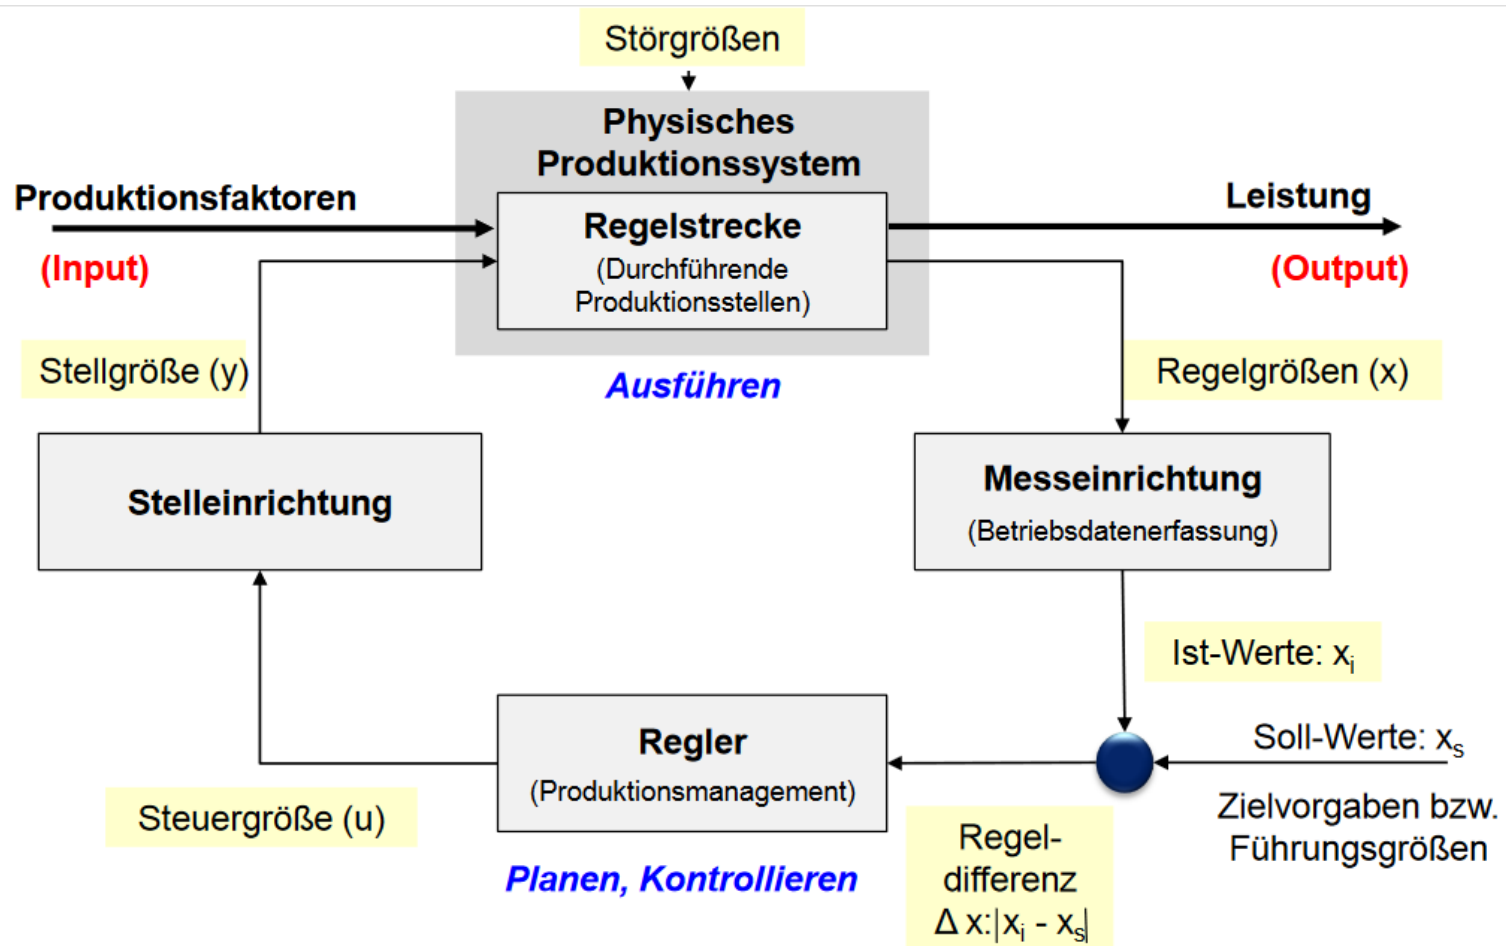 Störgrößen
Physisches
Produktionssystem
Produktionsfaktoren
(Input)
Regelstrecke
(Durchführende
Produktionsstellen)
Leistung
(Output)
Stellgröße (y)
Ausführen
Regelgrößen (x)
Stelleinrichtung
Messeinrichtung
(Betriebsdatenerfassung)
Ist-Werte: xi
Regler
(Produktionsmanagement)
Soll-Werte: xs
Zielvorgaben bzw.
Führungsgrößen
Steuergröße (u)
Planen, Kontrollieren
Regel-
differenz
Δ x:|xi - xs|